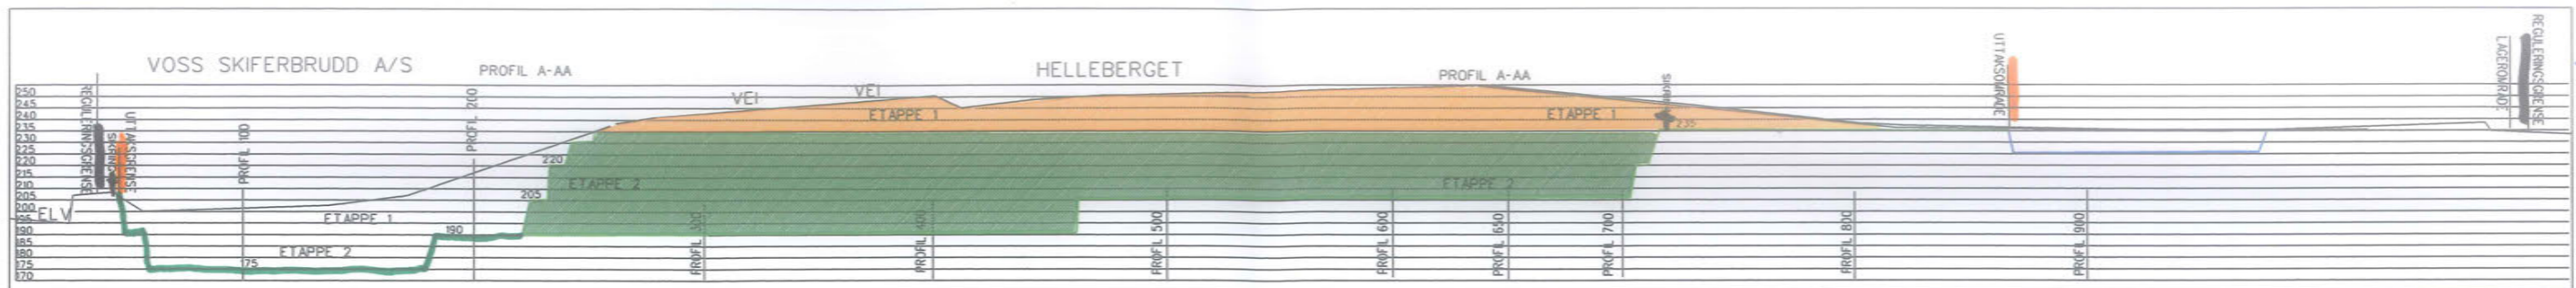 VOSS SKIFERBRUDD A/S
PROFIL A-AA
HELLEBERGET
PROFIL A-AA
REGULERINGSGRENSE
UTTAKSGRENSE
PROFIL 100
PROFIL 200
VEI
VEI
ETAPPE 1
ETAPPE 1
235
UTTAKSOMRÅDE
LAGEROMRÅDE
REGULERINGSGRENSE
250
245
240
235
230
225
220
215
210
205
200
195
190
185
180
175
170
ELV
220
205
190
175
ETAPPE 1
ETAPPE 2
ETAPPE 2
ETAPPE 2
PROFIL 300
PROFIL 400
PROFIL 500
PROFIL 600
PROFIL 650
PROFIL 700
PROFIL 800
PROFIL 900